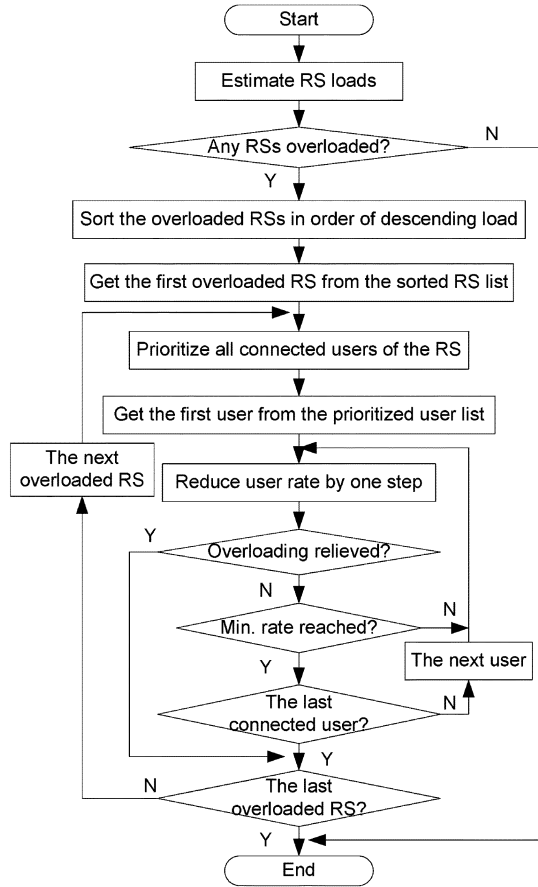 Start
Estimate RS loads
Any RSs overloaded?
N
Y
Sort the overloaded RSs in order of descending load
Get the first overloaded RS from the sorted RS list
Prioritize all connected users of the RS
Get the first user from the prioritized user list
The next
overloaded RS
Reduce user rate by one step
Y
Overloading relieved?
N
Min. rate reached?
N
Y
The next user
The last
connected user?
N
Y
N
The last
overloaded RS?
Y
End